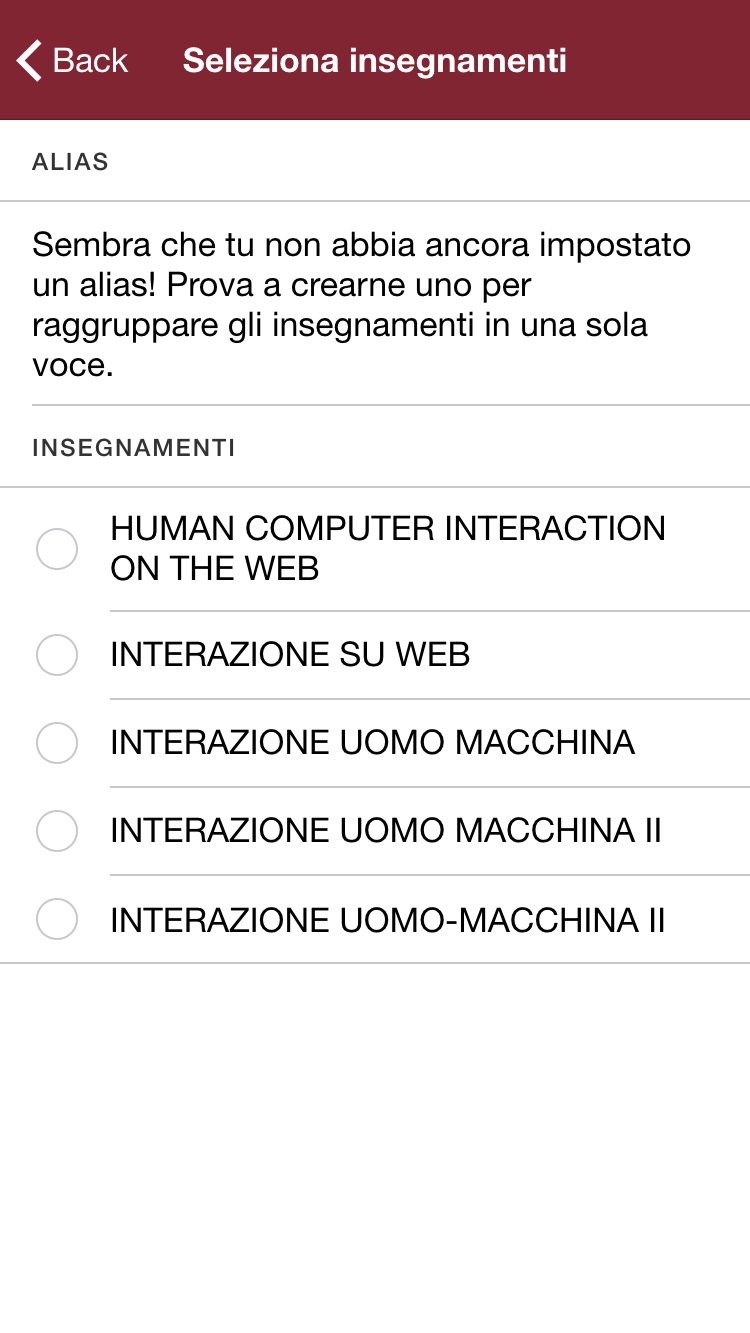 Back
Seleziona insegnamenti
ALIAS
Sembra che tu non abbia ancora impostato
un alias! Prova a crearne uno per
raggruppare gli insegnamenti in una sola
voce.
INSEGNAMENTI
HUMAN COMPUTER INTERACTION
ON THE WEB
INTERAZIONE SU WEB
INTERAZIONE UOMO MACCHINA
INTERAZIONE UOMO MACCHINA II
INTERAZIONE UOMO-MACCHINA II